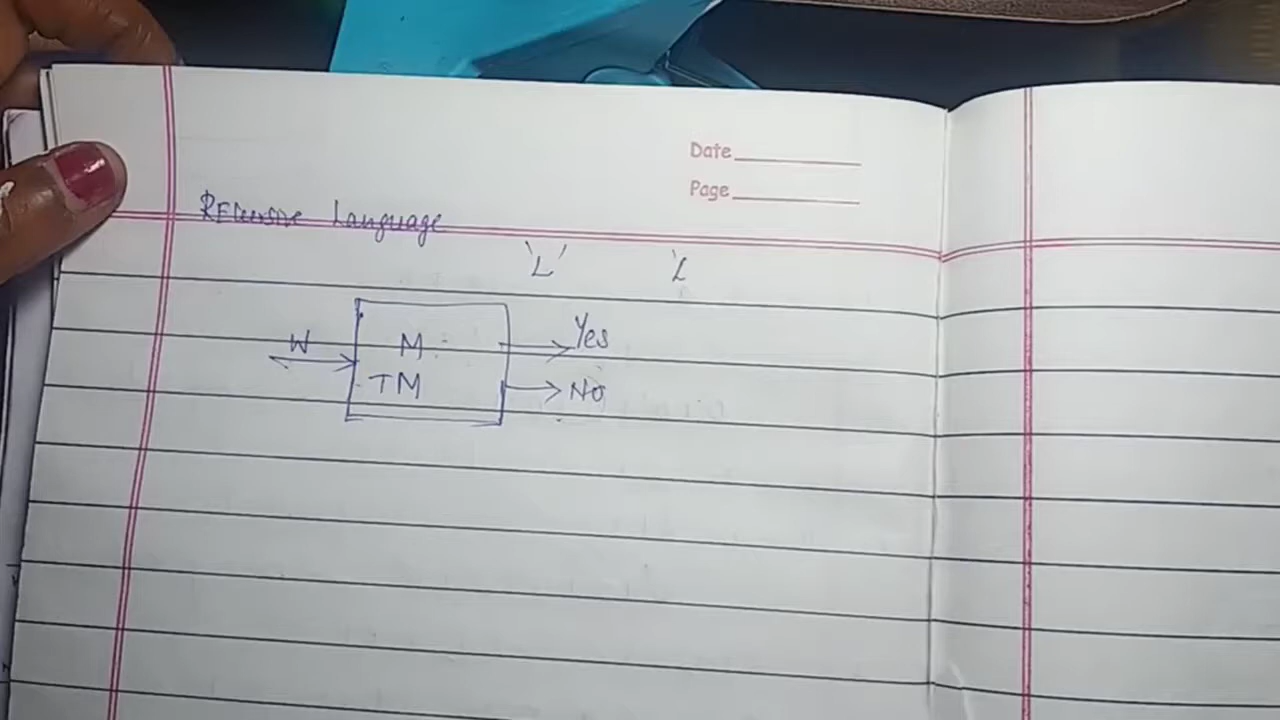 Date
Page
RECursive Language
'L' 'L
W M Yes
TM No